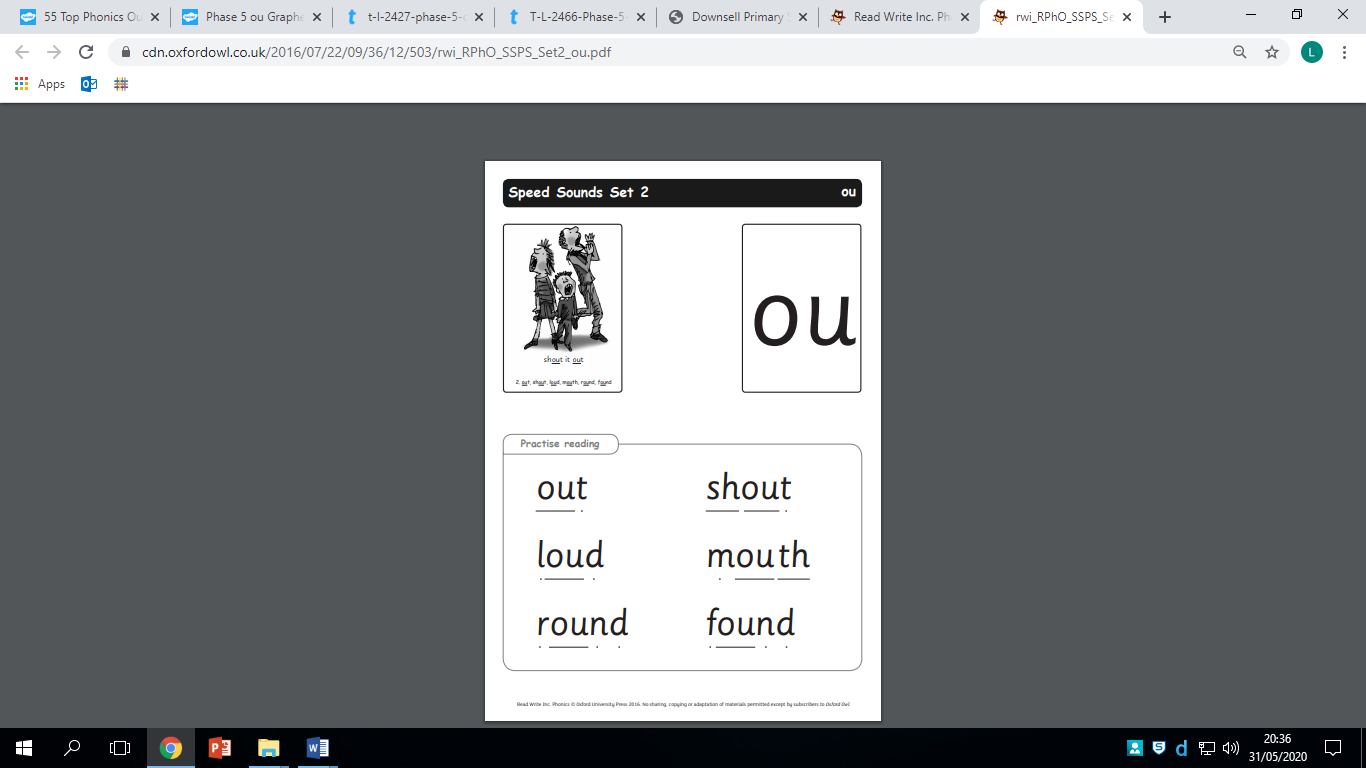 55 Top Phonics Ou
Phase 5 ou Graphe
t-l-2427-phase-5-
T-L-2466-Phase-5-
Downsell Primary
Read Write Inc. Ph
rwi_RPhO_SSPS_Se
cdn.oxfordowl.co.uk/2016/07/22/09/36/12/503/rwi_RPhO_SSPS_Set2_ou.pdf
L
Apps
Speed Sounds Set 2 ou
ou
shout it out
2. out, shout, loud, mouth, round, found
Practise reading
out shout
loud mouth
round found
Read Write Inc. Phonics © Oxford University Press 2016. No sharing, copying or adaptation of materials permitted except by subscribers to Oxford Owl.
20:36
31/05/2020